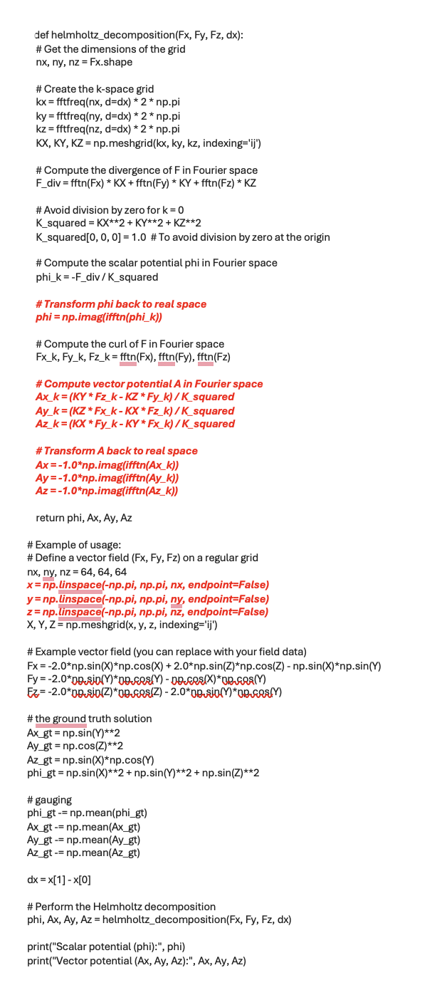 def helmholtz_decomposition(Fx, Fy, Fz, dx):
# Get the dimensions of the grid
nx, ny, nz = Fx.shape
# Create the k-space grid
kx = fftfreq(nx, d=dx) * 2 * np.pi
ky = fftfreq(ny, d=dx) * 2 * np.pi
kz = fftfreq(nz, d=dx) * 2 * np.pi
KX, KY, KZ = np.meshgrid(kx, ky, kz, indexing='ij')
# Compute the divergence of F in Fourier space
F_div = fftn(Fx) * KX + fftn(Fy) * KY + fftn(Fz) * KZ
# Avoid division by zero for k = 0
K_squared = KX**2 + KY**2 + KZ**2
K_squared[0, 0, 0] = 1.0 # To avoid division by zero at the origin
# Compute the scalar potential phi in Fourier space
phi_k = -F_div / K_squared
# Transform phi back to real space
phi = np.imag(ifftn(phi_k))
# Compute the curl of F in Fourier space
Fx_k, Fy_k, Fz_k = fftn(Fx), fftn(Fy), fftn(Fz)
# Compute vector potential A in Fourier space
Ax_k = (KY * Fz_k - KZ * Fy_k) / K_squared
Ay_k = (KZ * Fx_k - KX * Fz_k) / K_squared
Az_k = (KX * Fy_k - KY * Fx_k) / K_squared
# Transform A back to real space
Ax = -1.0*np.imag(ifftn(Ax_k))
Ay = -1.0*np.imag(ifftn(Ay_k))
Az = -1.0*np.imag(ifftn(Az_k))
return phi, Ax, Ay, Az
# Example of usage:
# Define a vector field (Fx, Fy, Fz) on a regular grid
nx, ny, nz = 64, 64, 64
x = np.linspace(-np.pi, np.pi, nx, endpoint=False)
y = np.linspace(-np.pi, np.pi, ny, endpoint=False)
z = np.linspace(-np.pi, np.pi, nz, endpoint=False)
X, Y, Z = np.meshgrid(x, y, z, indexing='ij')
# Example vector field (you can replace with your field data)
Fx = -2.0*np.sin(X)*np.cos(X) + 2.0*np.sin(Z)*np.cos(Z) - np.sin(X)*np.sin(Y)
Fy = -2.0*np.sin(Y)*np.cos(Y) - np.cos(X)*np.cos(Y)
Fz = -2.0*np.sin(Z)*np.cos(Z) - 2.0*np.sin(Y)*np.cos(Y)
# the ground truth solution
Ax_gt = np.sin(Y)**2
Ay_gt = np.cos(Z)**2
Az_gt = np.sin(X)*np.cos(Y)
phi_gt = np.sin(X)**2 + np.sin(Y)**2 + np.sin(Z)**2
# gauging
phi_gt -= np.mean(phi_gt)
Ax_gt -= np.mean(Ax_gt)
Ay_gt -= np.mean(Ay_gt)
Az_gt -= np.mean(Az_gt)
dx = x[1] - x[0]
# Perform the Helmholtz decomposition
phi, Ax, Ay, Az = helmholtz_decomposition(Fx, Fy, Fz, dx)
print("Scalar potential (phi):", phi)
print("Vector potential (Ax, Ay, Az):", Ax, Ay, Az)